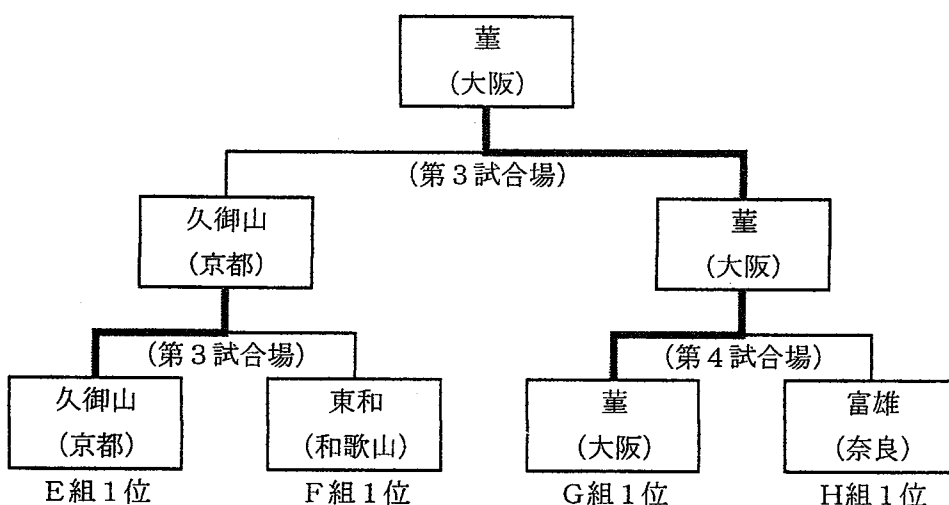 菫
(大阪)
(第3試合場)
久御山
(京都)
菫
(大阪)
(第3試合場)
(第4試合場)
久御山
(京都)
東和
(和歌山)
菫
(大阪)
富雄
(奈良)
E組1位
F組1位
G組1位
H組1位